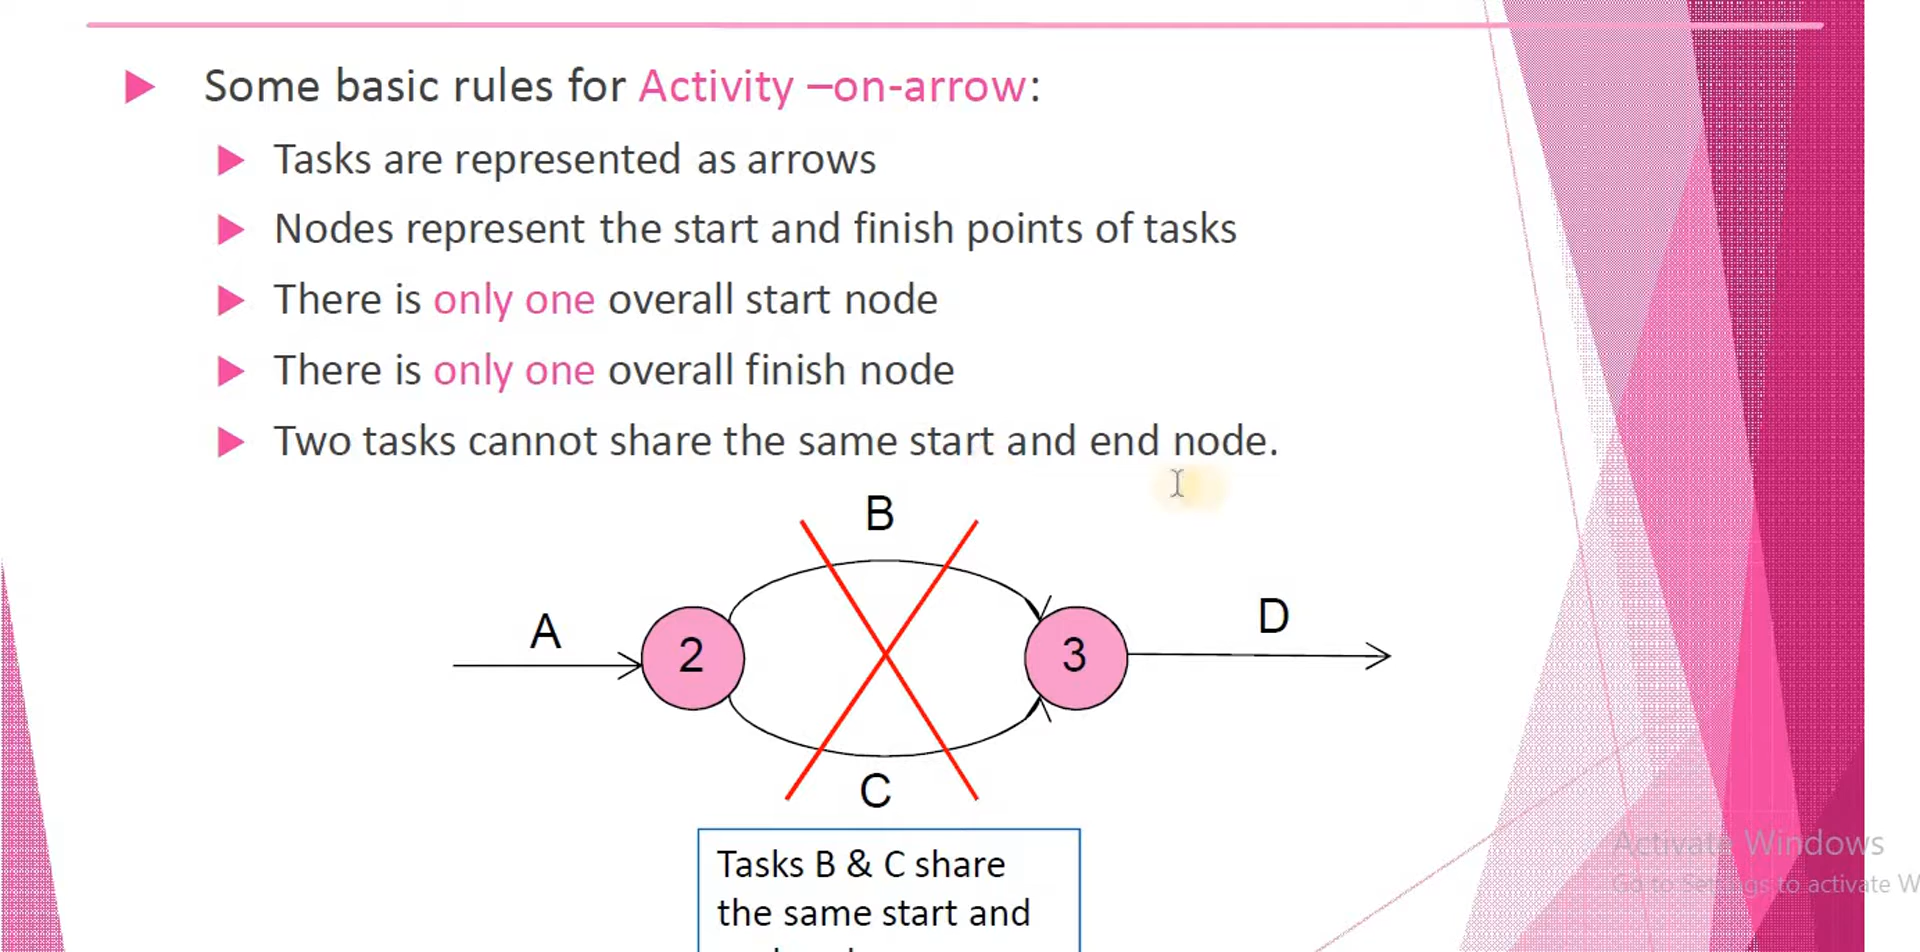 Some basic rules for Activity –on-arrow:
Tasks are represented as arrows
Nodes represent the start and finish points of tasks
There is only one overall start node
There is only one overall finish node
Two tasks cannot share the same start and end node.
B
A
2
3
D
C
Tasks B & C share
the same start and
Activate Windows
Go to Settings to activate W